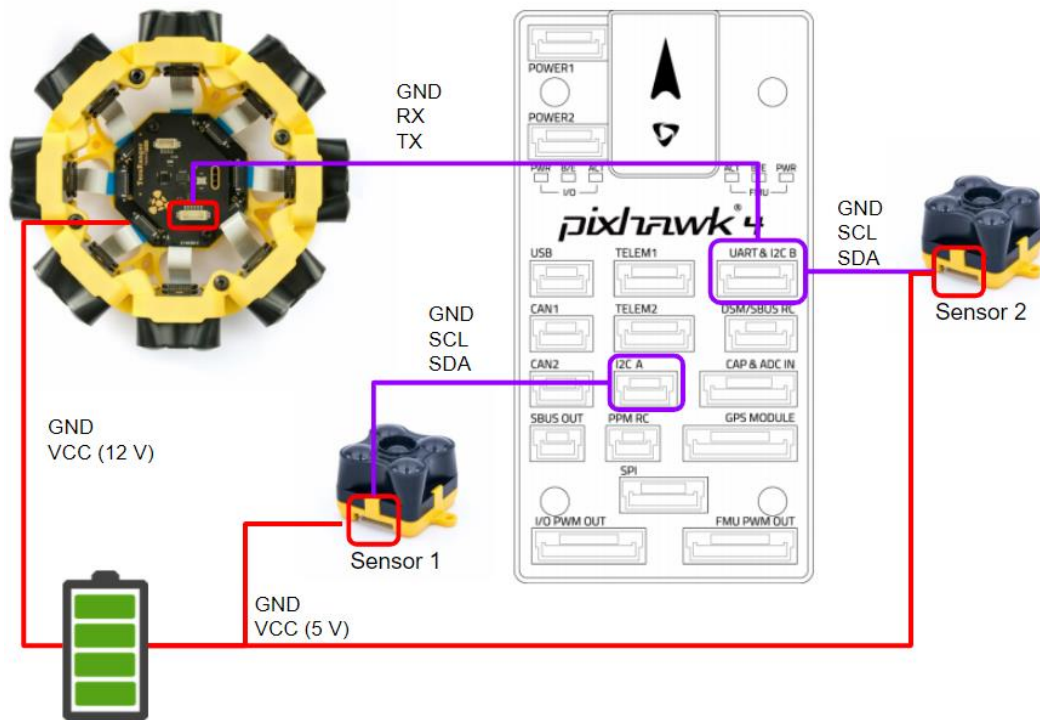 POWER1
GND
RX
TX
POWER2
PWR B/E ACT
I/O
ACT B/E PWR
FMU
TeraRanger
pixhawk® 4
GND
SCL
SDA
USB
TELEM1
UART & I2C B
Sensor 2
GND
SCL
SDA
CAN1
TELEM2
DSM/SBUS RC
CAN2
I2C A
CAP & ADC IN
SBUS OUT
PPM RC
GPS MODULE
GND
VCC (12 V)
SPI
I/O PWM OUT
FMU PWM OUT
Sensor 1
GND
VCC (5 V)